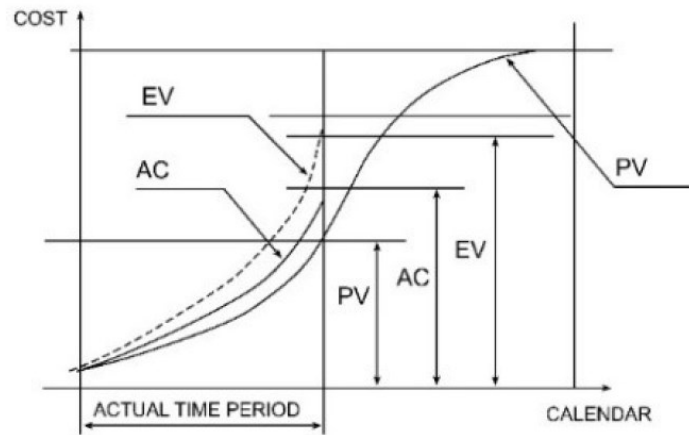 COST
EV
AC
PV
EV
AC
PV
ACTUAL TIME PERIOD
CALENDAR